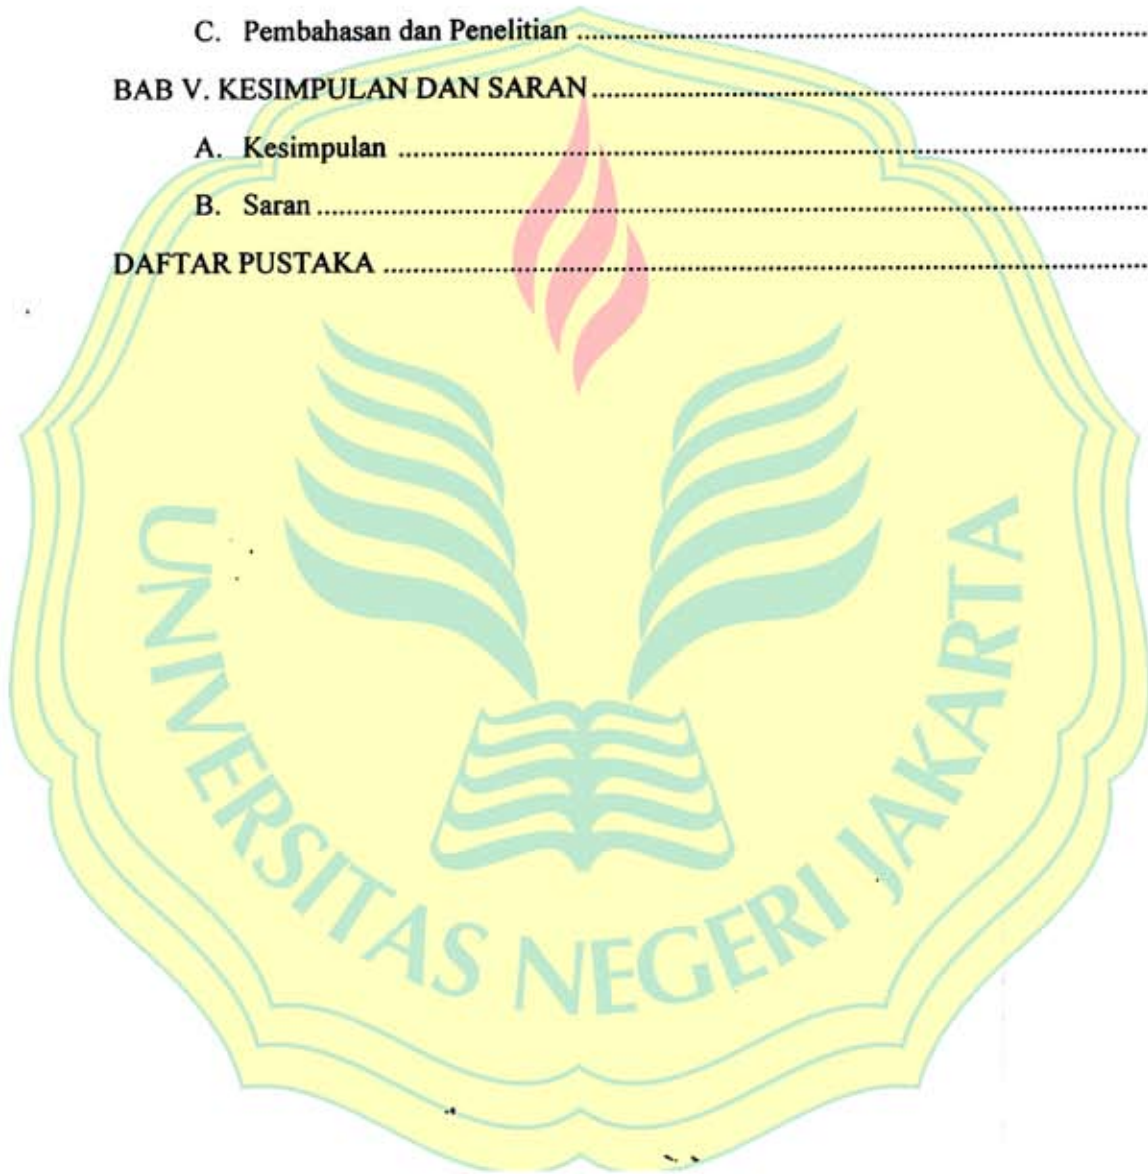 C. Pembahasan dan Penelitian ..........
BAB V. KESIMPULAN DAN SARAN ..........
A. Kesimpulan ..........
B. Saran ..........
DAFTAR PUSTAKA ..........
UNIVERSITAS NEGERI JAKARTA